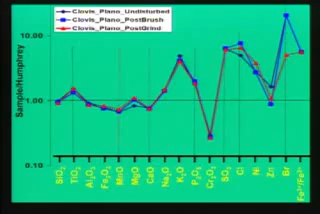 Clovis_Plano_Undisturbed
Clovis_Plano_PostBrush
Clovis_Plano_PostGrind
Sample/Humphrey
10.00
1.00
0.10
SiO₂
TiO₂
Al₂O₃
Fe₂O₃
MnO
MgO
CaO
Na₂O
K₂O
P₂O₅
Cr₂O₃
SO₃
Cl
Ni
Zn
Br
Fe³⁺/Fe²⁺